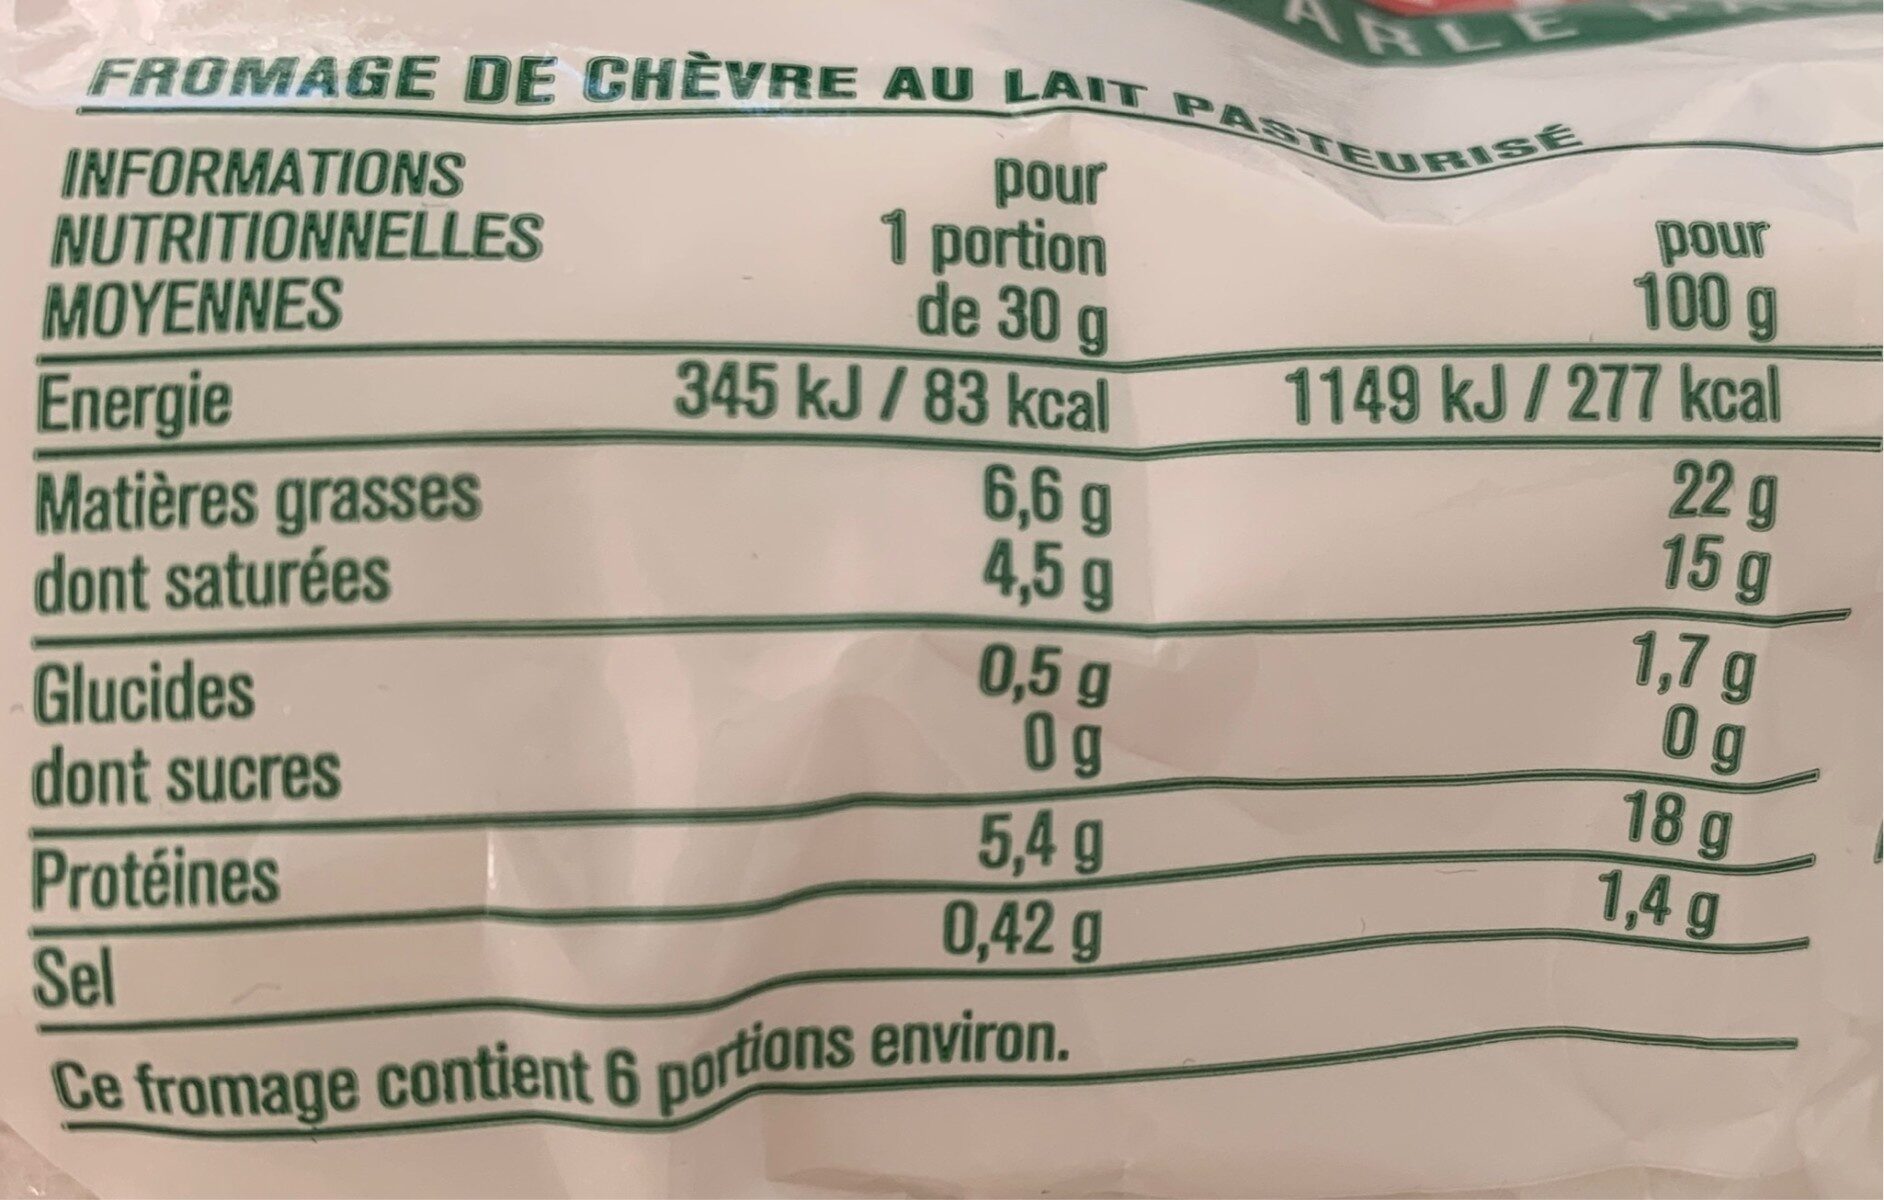 ARLE
FROMAGE DE CHÈVRE AU LAIT PASTEURISÉ
INFORMATIONS
NUTRITIONNELLES
MOYENNES
pour
1 portion
de 30 g
pour
100 g
Energie 345 kJ / 83 kcal 1149 kJ / 277 kcal
Matières grasses 6,6 g 22 g
dont saturées 4,5 g 15 g
Glucides 0,5 g 1,7 g
dont sucres 0 g 0 g
Protéines 5,4 g 18 g
Sel 0,42 g 1,4 g
Ce fromage contient 6 portions environ.